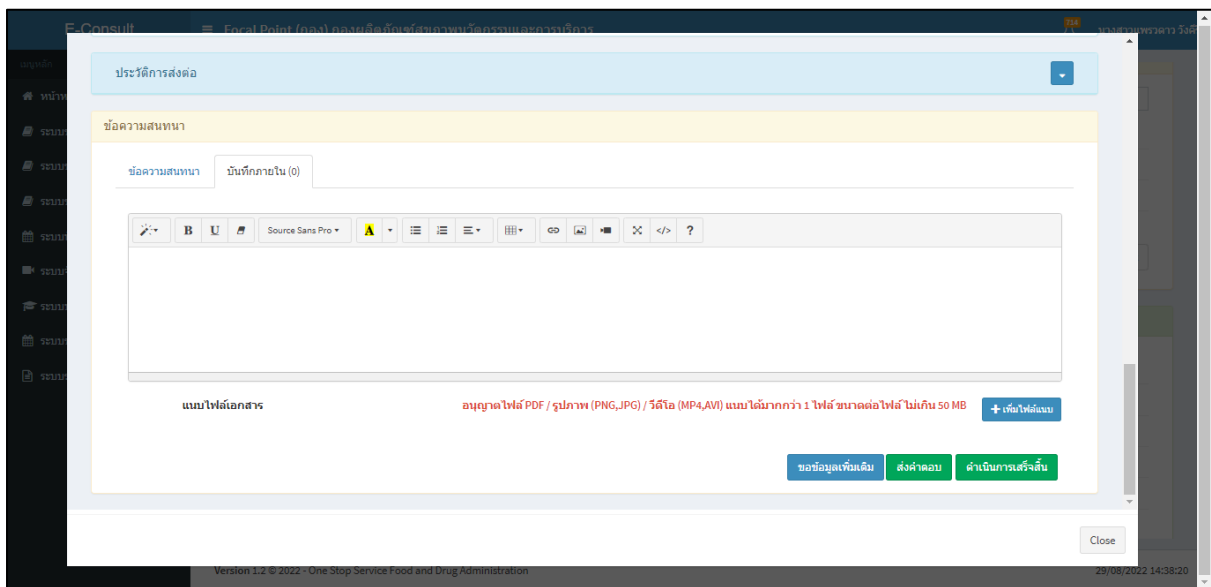 E-Consult
Focal Point (กอง) กองผลิตภัณฑ์สุขภาพนวัตกรรมและการบริการ
714
เมนูหลัก
ประวัติการส่งต่อ
ข้อความสนทนา
ข้อความสนทนา บันทึกภายใน (0)
B U Source Sans Pro A </> ?
แนบไฟล์เอกสาร
อนุญาตไฟล์ PDF / รูปภาพ (PNG,JPG) / วีดีโอ (MP4,AVI) แนบได้มากกว่า 1 ไฟล์ ขนาดต่อไฟล์ ไม่เกิน 50 MB
เพิ่มไฟล์แนบ
ขอข้อมูลเพิ่มเติม ส่งคำตอบ ดำเนินการเสร็จสิ้น
Close
Version 1.2 © 2022 - One Stop Service Food and Drug Administration
29/08/2022 14:38:20